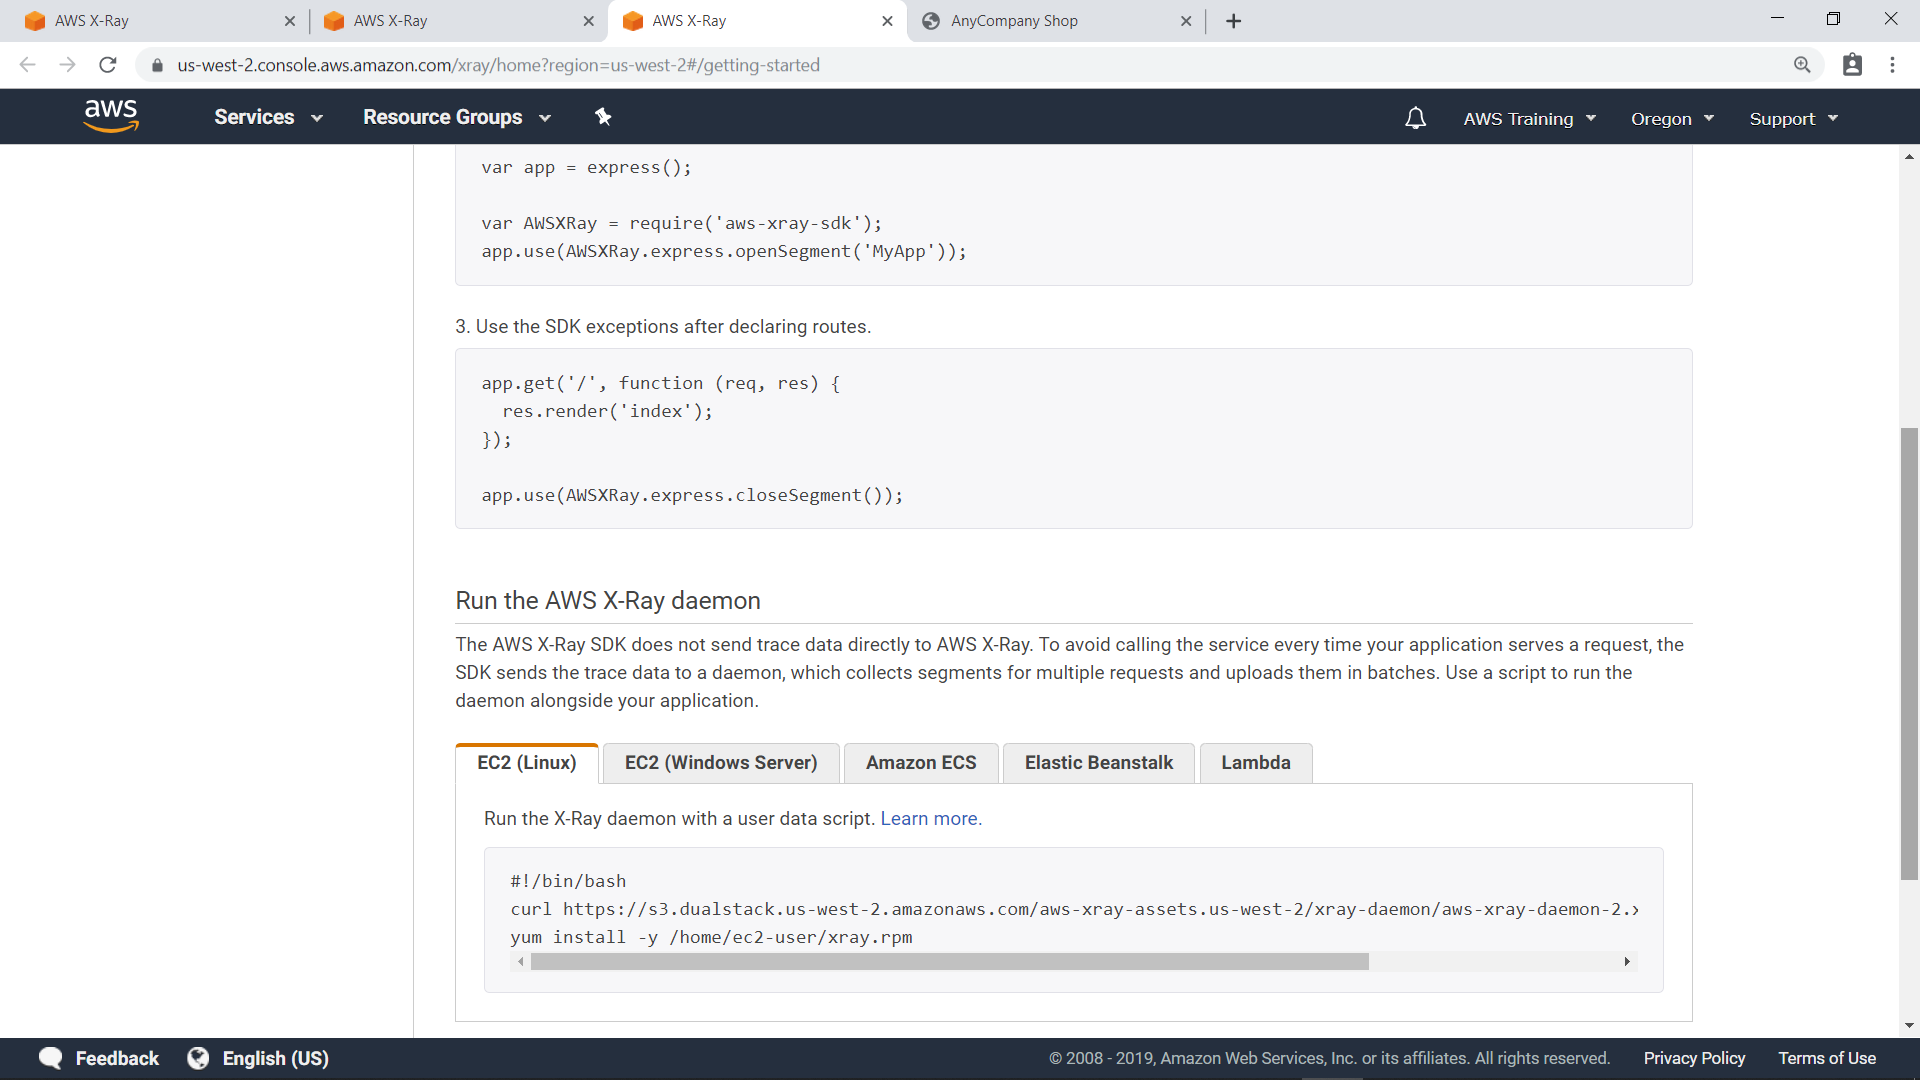 AWS X-Ray
AWS X-Ray
AWS X-Ray
AnyCompany Shop
us-west-2.console.aws.amazon.com/xray/home?region=us-west-2#/getting-started
aws
Services
Resource Groups
AWS Training
Oregon
Support
var app = express();
var AWSXRay = require('aws-xray-sdk');
app.use(AWSXRay.express.openSegment('MyApp'));
3. Use the SDK exceptions after declaring routes.
app.get('/', function (req, res) {
res.render('index');
});
app.use(AWSXRay.express.closeSegment());
Run the AWS X-Ray daemon
The AWS X-Ray SDK does not send trace data directly to AWS X-Ray. To avoid calling the service every time your application serves a request, the
SDK sends the trace data to a daemon, which collects segments for multiple requests and uploads them in batches. Use a script to run the
daemon alongside your application.
EC2 (Linux)
EC2 (Windows Server)
Amazon ECS
Elastic Beanstalk
Lambda
Run the X-Ray daemon with a user data script. Learn more.
#!/bin/bash
curl https://s3.dualstack.us-west-2.amazonaws.com/aws-xray-assets.us-west-2/xray-daemon/aws-xray-daemon-2.
yum install -y /home/ec2-user/xray.rpm
Feedback
English (US)
© 2008 - 2019, Amazon Web Services, Inc. or its affiliates. All rights reserved.
Privacy Policy
Terms of Use